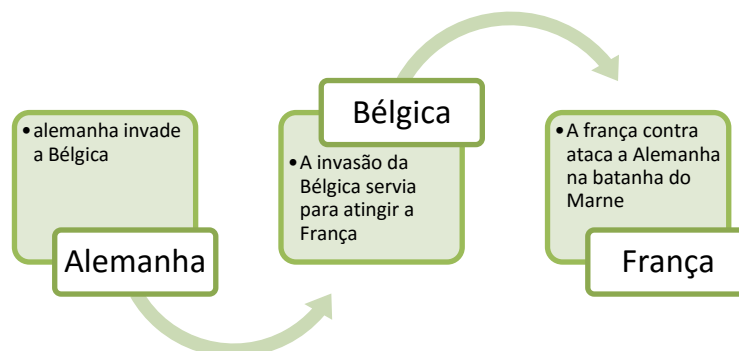 •alemanha invade
a Bélgica
Alemanha
Bélgica
•A invasão da
Bélgica servia
para atingir a
França
•A frança contra
ataca a Alemanha
na batanha do
Marne
França